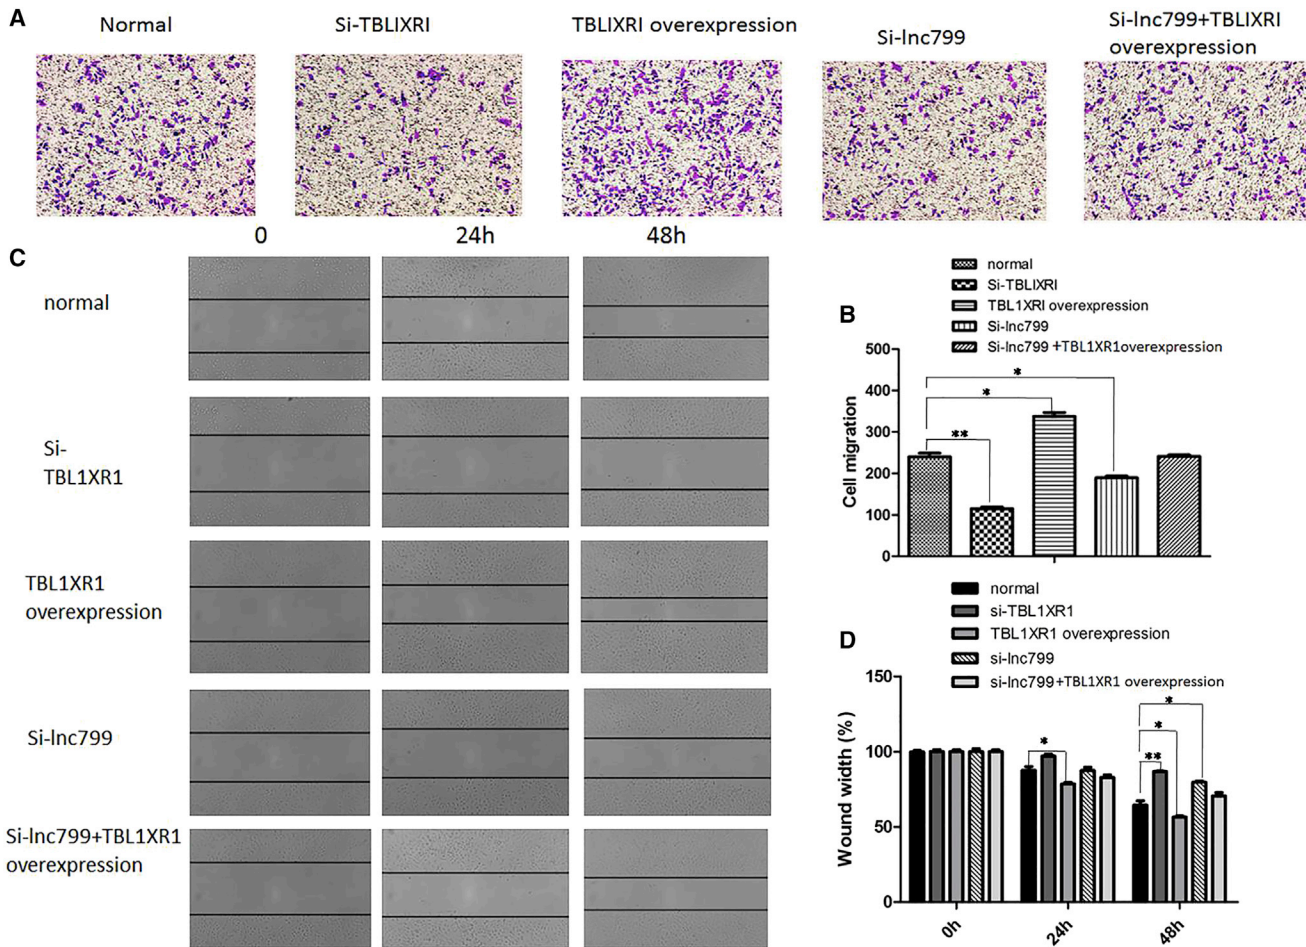 A
Normal
Si-TBLIXRI
TBLIXRI overexpression
Si-lnc799
Si-lnc799+TBLIXRI
overexpression
C
0
24h
48h
normal
Si-
TBL1XR1
TBL1XR1
overexpression
Si-lnc799
Si-lnc799+TBL1XR1
overexpression
B
normal
Si-TBLIXRI
TBL1XRI overexpression
Si-lnc799
Si-lnc799 +TBL1XR1overexpression
Cell migration
500
400
300
200
100
0
**
*
*
D
normal
si-TBL1XR1
TBL1XR1 overexpression
si-lnc799
si-lnc799+TBL1XR1 overexpression
Wound width (%)
150
100
50
0
*
**
*
*
0h
24h
48h